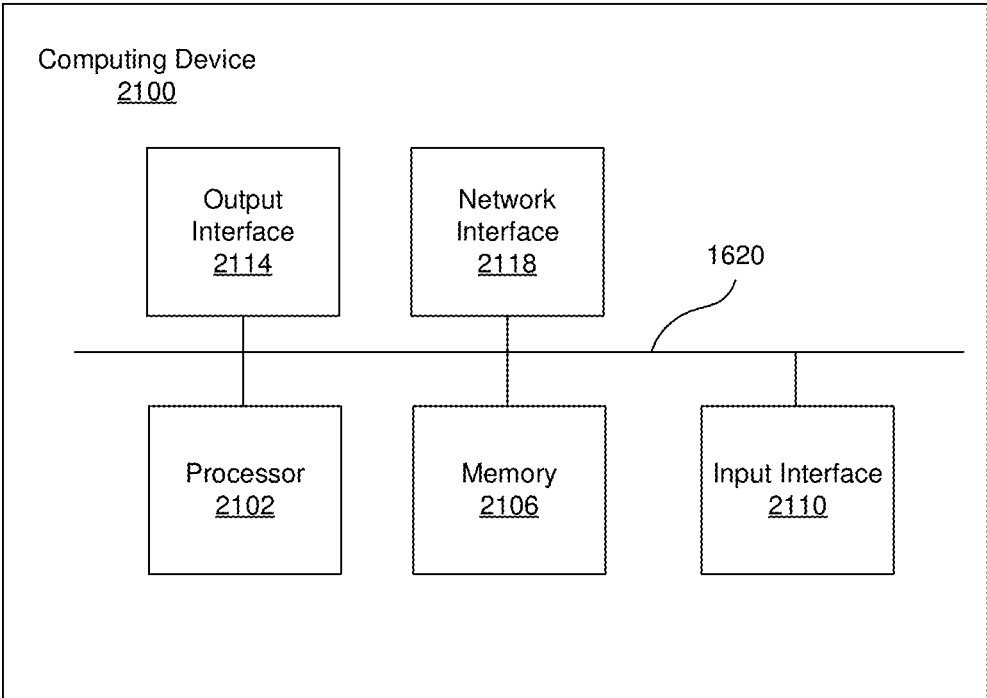 Computing Device
2100
Output
Interface
2114
Network
Interface
2118
1620
Processor
2102
Memory
2106
Input Interface
2110